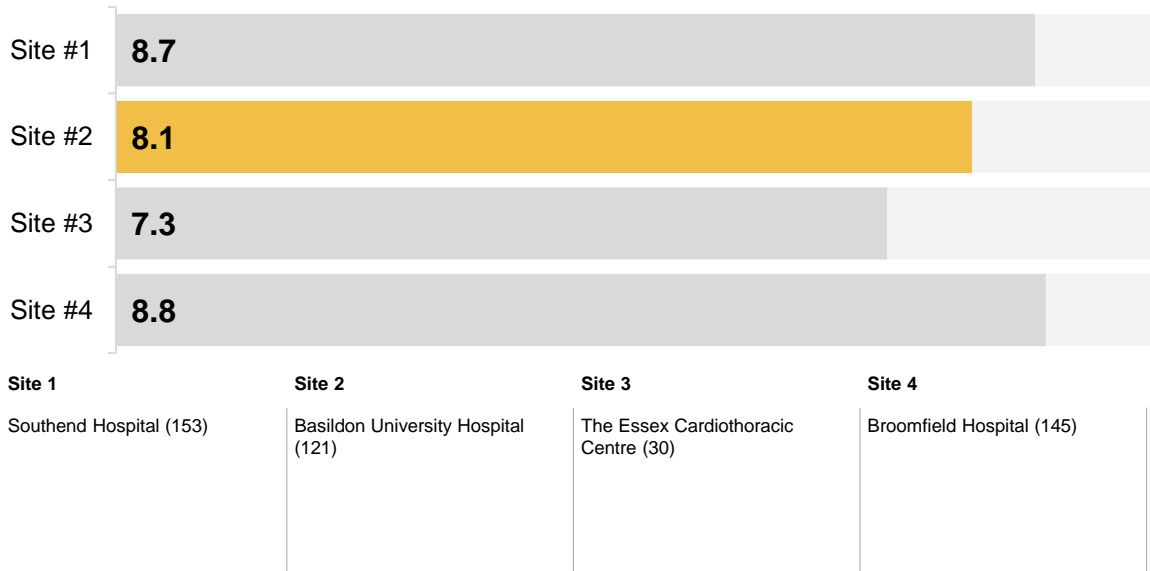 Site #1
8.7
Site #2
8.1
Site #3
7.3
Site #4
8.8
Site 1
Southend Hospital (153)
Site 2
Basildon University Hospital
(121)
Site 3
The Essex Cardiothoracic
Centre (30)
Site 4
Broomfield Hospital (145)